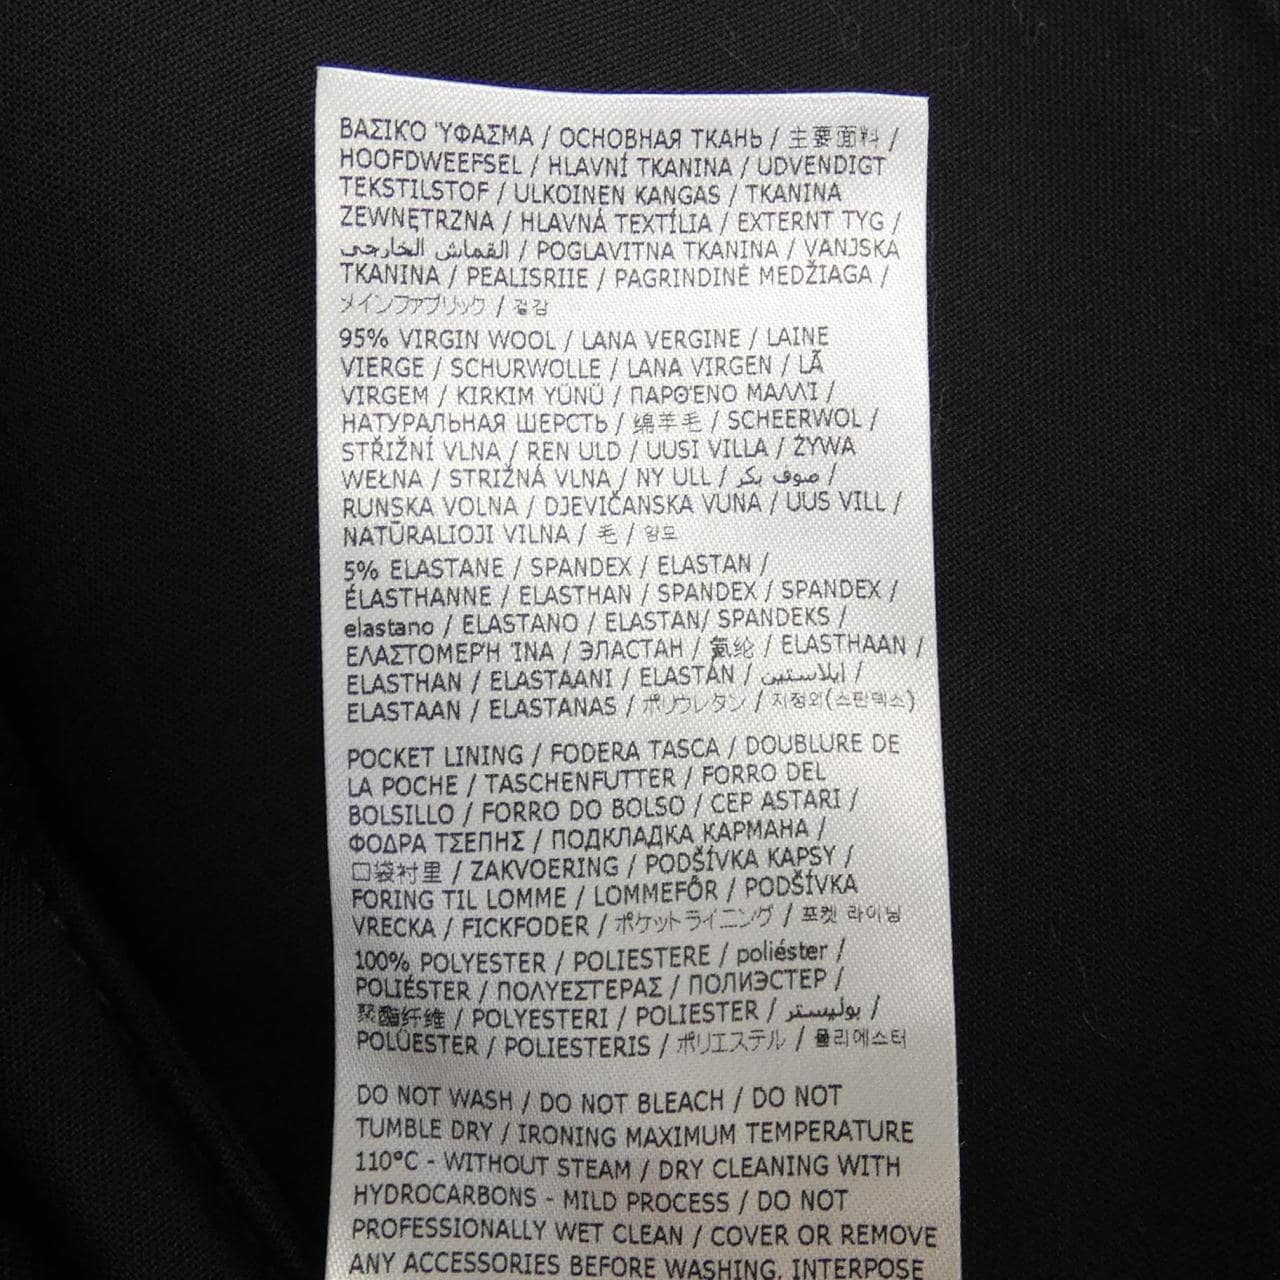 ΒΑΣΙΚΌ ΎΦΑΣΜΑ / ОСНОВНАЯ ТКАНЬ / 主要面料 /
HOOFDWEEFSEL / HLAVNÍ TKANINA / UDVENDIGT
TEKSTILSTOF / ULKOINEN KANGAS / TKANINA
ZEWNĘTRZNA / HLAVNÁ TEXTÍLIA / EXTERNT TYG /
القماش الخارجي / POGLAVITNA TKANINA / VANJSKA
TKANINA / PEALISRIIE / PAGRINDINĖ MEDŽIAGA /
メインファブリック / 겉감
95% VIRGIN WOOL / LANA VERGINE / LAINE
VIERGE / SCHURWOLLE / LANA VIRGEN / LÃ
VIRGEM / KIRKIM YÜNÜ / ΠΑΡΘΈΝΟ ΜΑΛΛΊ /
НАТУРАЛЬНАЯ ШЕРСТЬ / 绵羊毛 / SCHEERWOL /
STŘIŽNÍ VLNA / REN ULD / UUSI VILLA / ŻYWA
WEŁNA / STRIŽNÁ VLNA / NY ULL / صوف بكر /
RUNSKA VOLNA / DJEVIČANSKA VUNA / UUS VILL /
NATŪRALIOJI VILNA / 毛 / 양모
5% ELASTANE / SPANDEX / ELASTAN /
ÉLASTHANNE / ELASTHAN / SPANDEX / SPANDEX /
elastano / ELASTANO / ELASTAN/ SPANDEKS /
ΕΛΑΣΤΟΜΕΡΉ ΊΝΑ / ЭЛАСТАН / 氨纶 / ELASTHAAN /
ELASTHAN / ELASTAANI / ELASTÁN / إيلاستين /
ELASTAAN / ELASTANAS / ポリウレタン / 지정외(스판덱스)
POCKET LINING / FODERA TASCA / DOUBLURE DE
LA POCHE / TASCHENFUTTER / FORRO DEL
BOLSILLO / FORRO DO BOLSO / CEP ASTARI /
ΦΟΔΡΑ ΤΣΕΠΗΣ / ПОДКЛАДКА КАРМАНА /
口袋衬里 / ZAKVOERING / PODŠÍVKA KAPSY /
FORING TIL LOMME / LOMMEFÔR / PODŠÍVKA
VRECKA / FICKFODER / ポケットライニング / 포켓 라이닝
100% POLYESTER / POLIESTERE / poliéster /
POLIÉSTER / ΠΟΛΥΕΣΤΕΡΑΣ / ПОЛИЭСТЕР /
聚酯纤维 / POLYESTERI / POLIESTER / بوليستر /
POLÜESTER / POLIESTERIS / ポリエステル / 폴리에스터
DO NOT WASH / DO NOT BLEACH / DO NOT
TUMBLE DRY / IRONING MAXIMUM TEMPERATURE
110°C - WITHOUT STEAM / DRY CLEANING WITH
HYDROCARBONS - MILD PROCESS / DO NOT
PROFESSIONALLY WET CLEAN / COVER OR REMOVE
ANY ACCESSORIES BEFORE WASHING, INTERPOSE